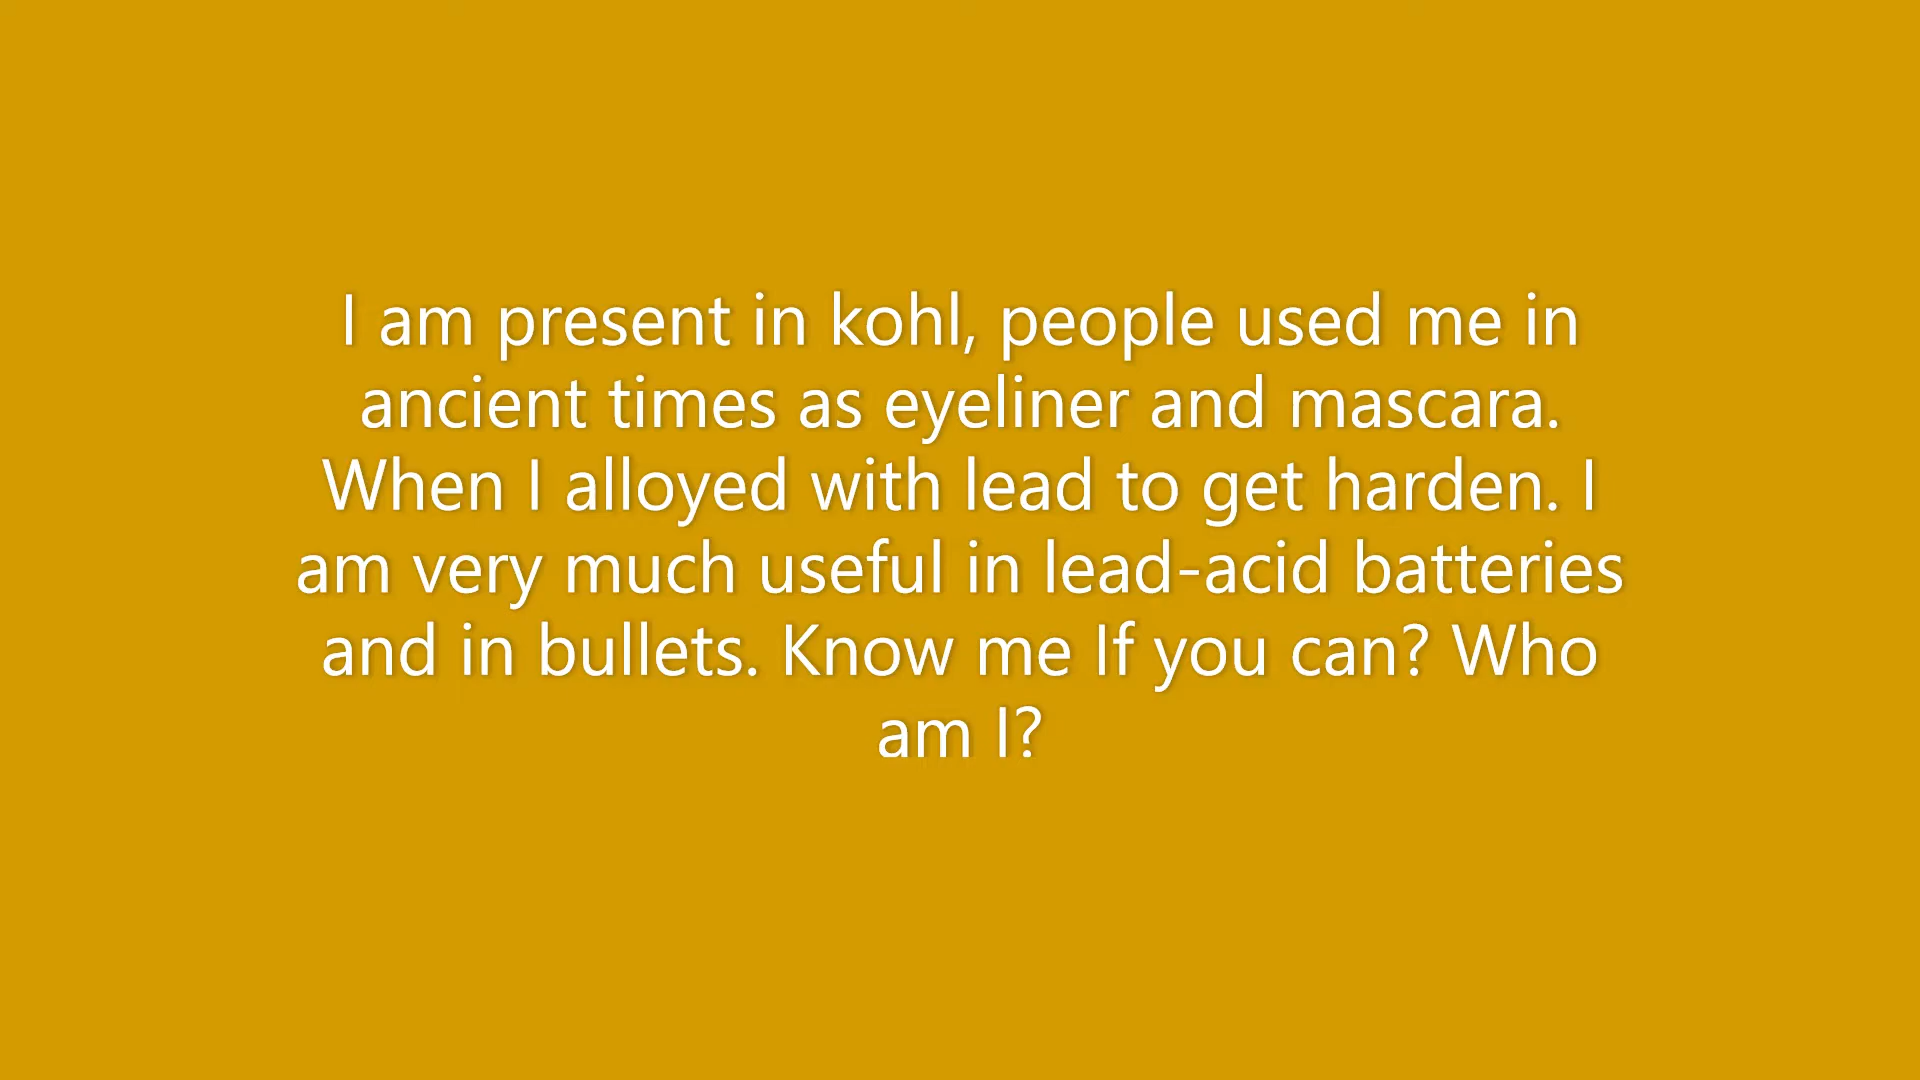 I am present in kohl, people used me in
ancient times as eyeliner and mascara.
When I alloyed with lead to get harden. I
am very much useful in lead-acid batteries
and in bullets. Know me If you can? Who
am I?